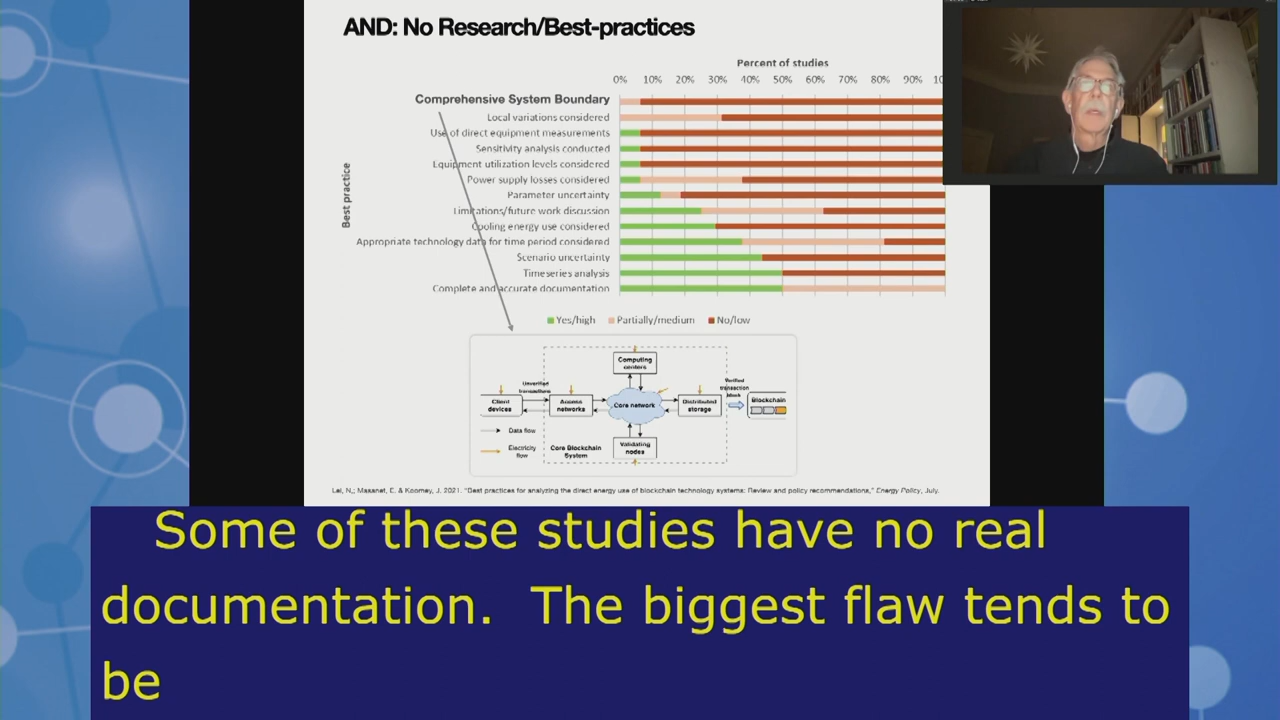 AND: No Research/Best-practices
Percent of studies
0% 10% 20% 30% 40% 50% 60% 70% 80% 90%
Best practice
Comprehensive System Boundary
Local variations considered
Use of direct equipment measurements
Sensitivity analysis conducted
Equipment utilization levels considered
Power supply losses considered
Parameter uncertainty
Limitations/future work discussion
Cooling energy use considered
Appropriate technology data for time period considered
Scenario uncertainty
Timeseries analysis
Complete and accurate documentation
Yes/high Partially/medium No/low
Computing
centers
Unverified
transactions
Verified
transaction
block
Client
devices
Access
networks
Core network
Distributed
storage
Blockchain
Data flow
Electricity
flow
Core Blockchain
System
Validating
nodes
Lei, N.; Masanet, E. & Koomey, J. 2021. "Best practices for analyzing the direct energy use of blockchain technology systems: Review and policy recommendations," Energy Policy, July.
Some of these studies have no real
documentation. The biggest flaw tends to
be